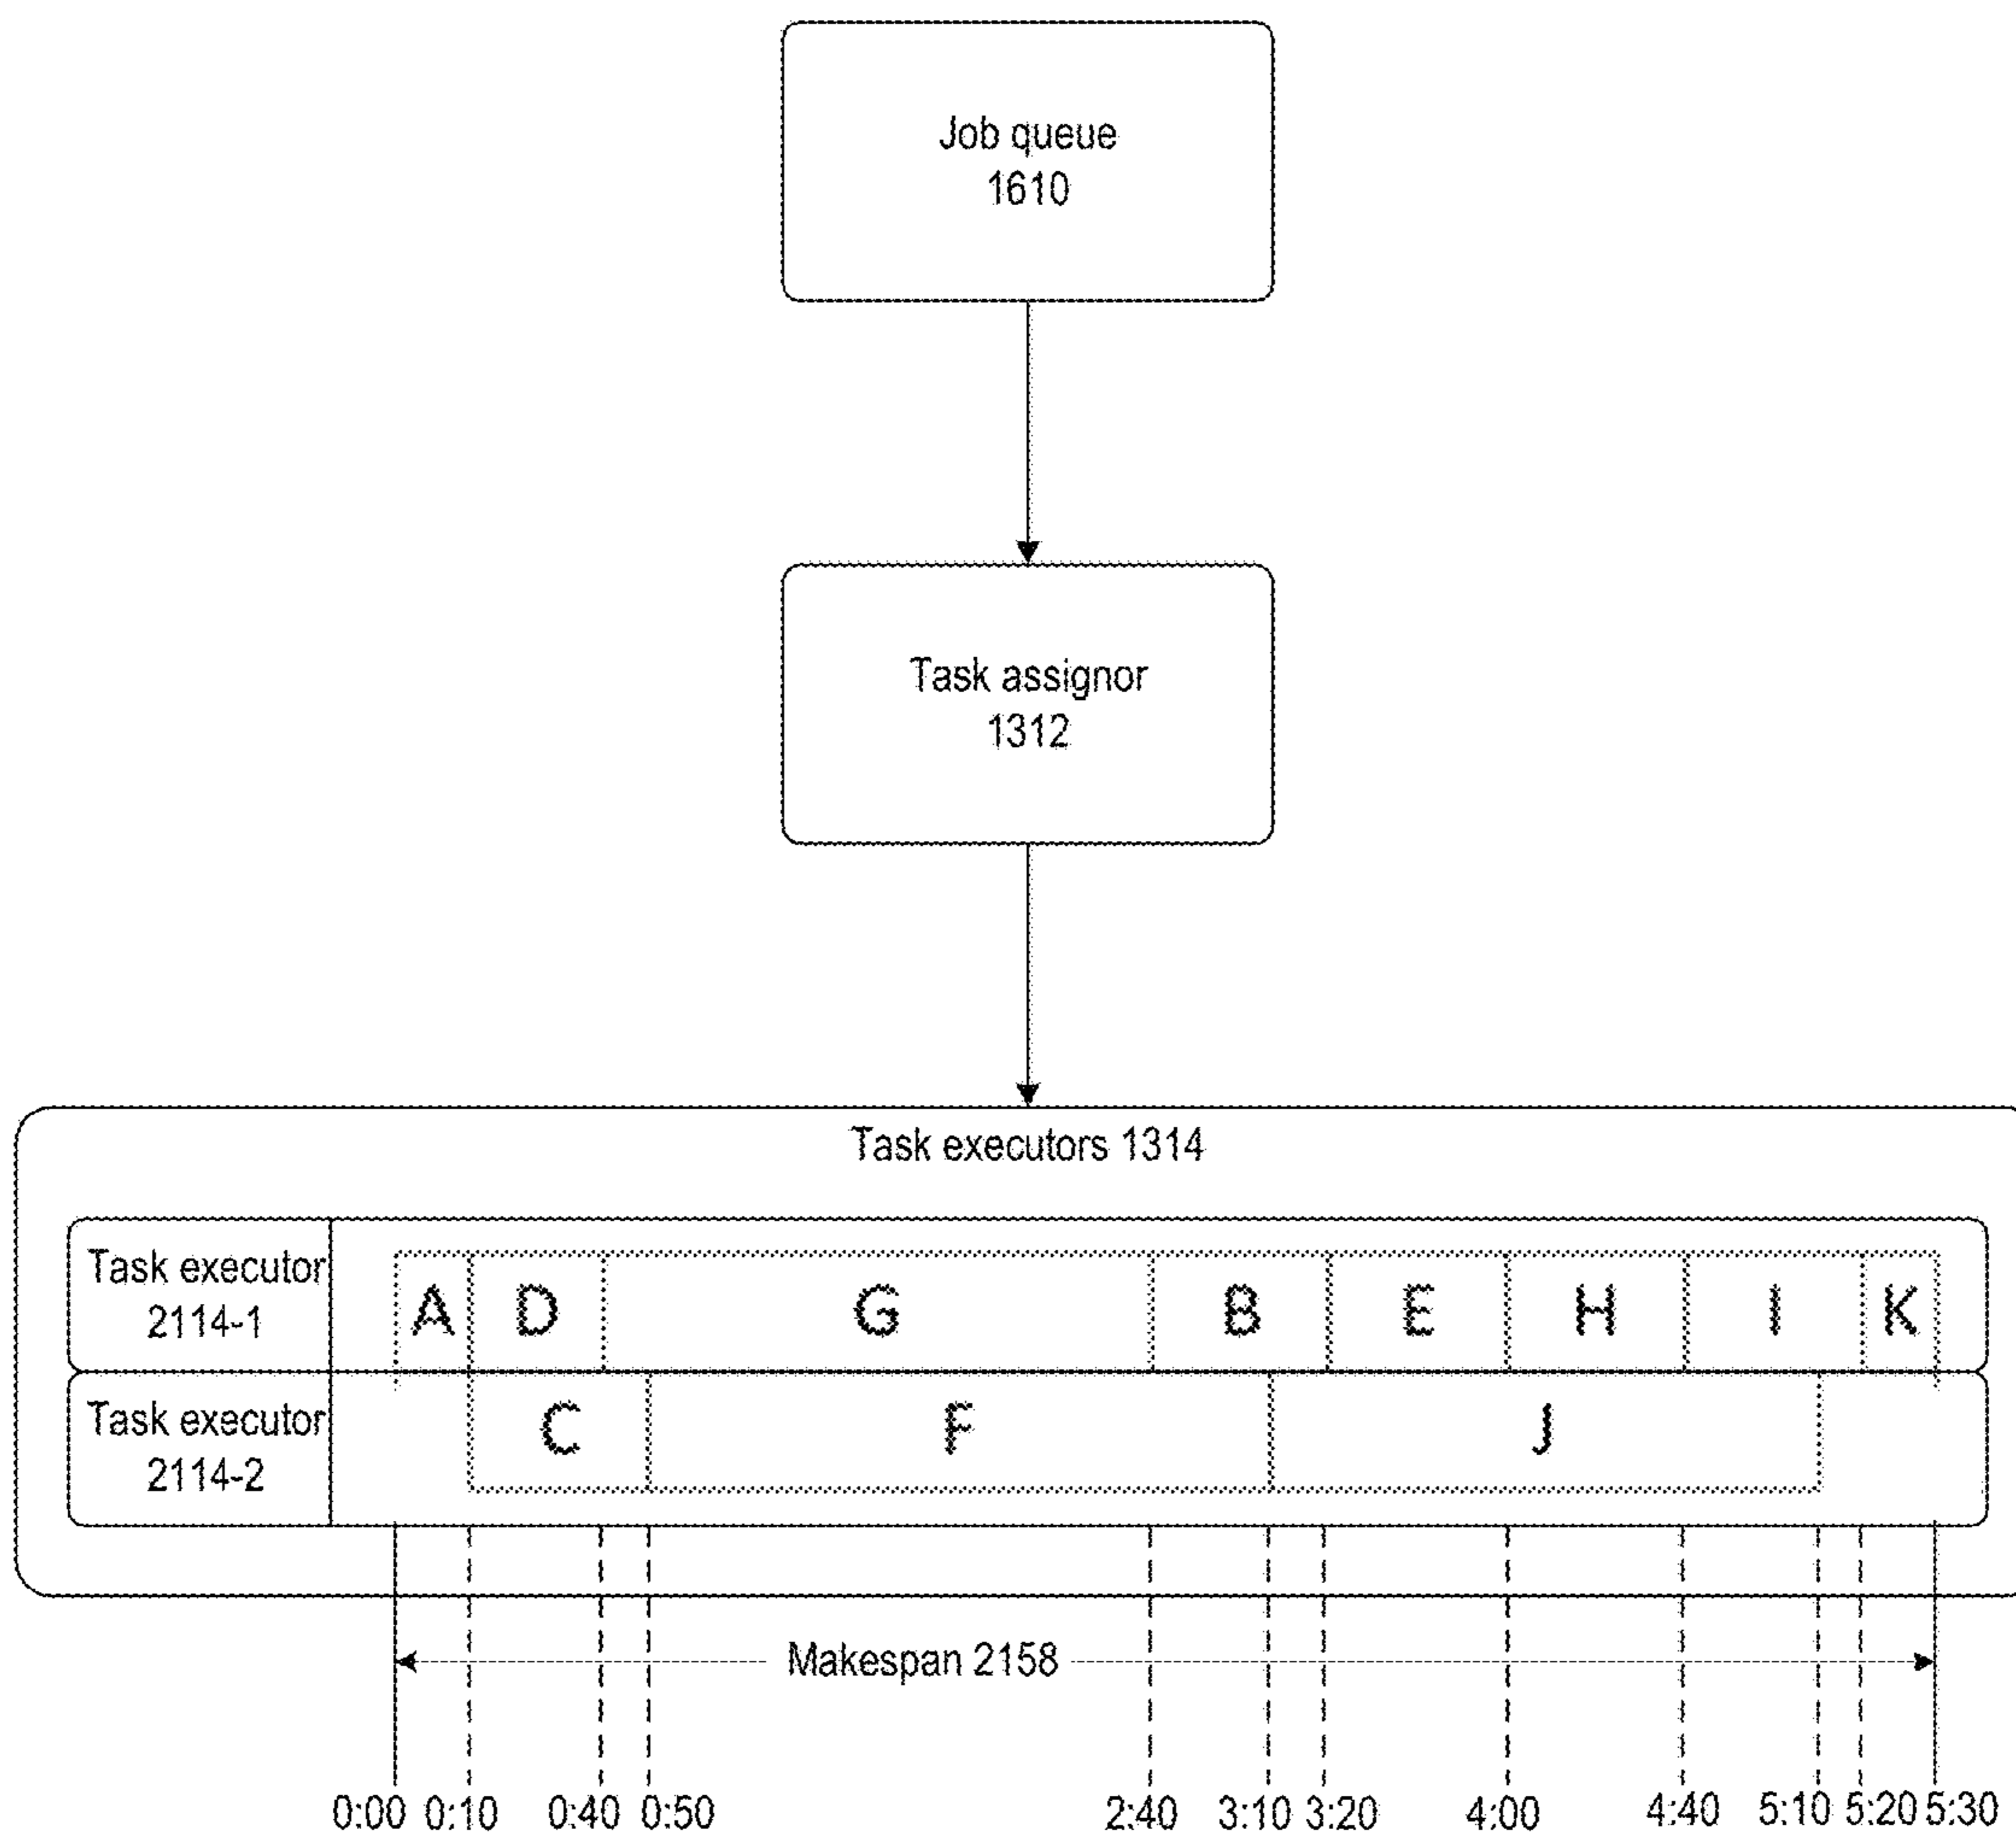 Job queue
1610
Task assignor
1312
Task executors 1314
Task executor
2114-1
A D G B E H I K
Task executor
2114-2
C F J
Makespan 2158
0:00 0:10 0:40 0:50 2:40 3:10 3:20 4:00 4:40 5:10 5:20 5:30